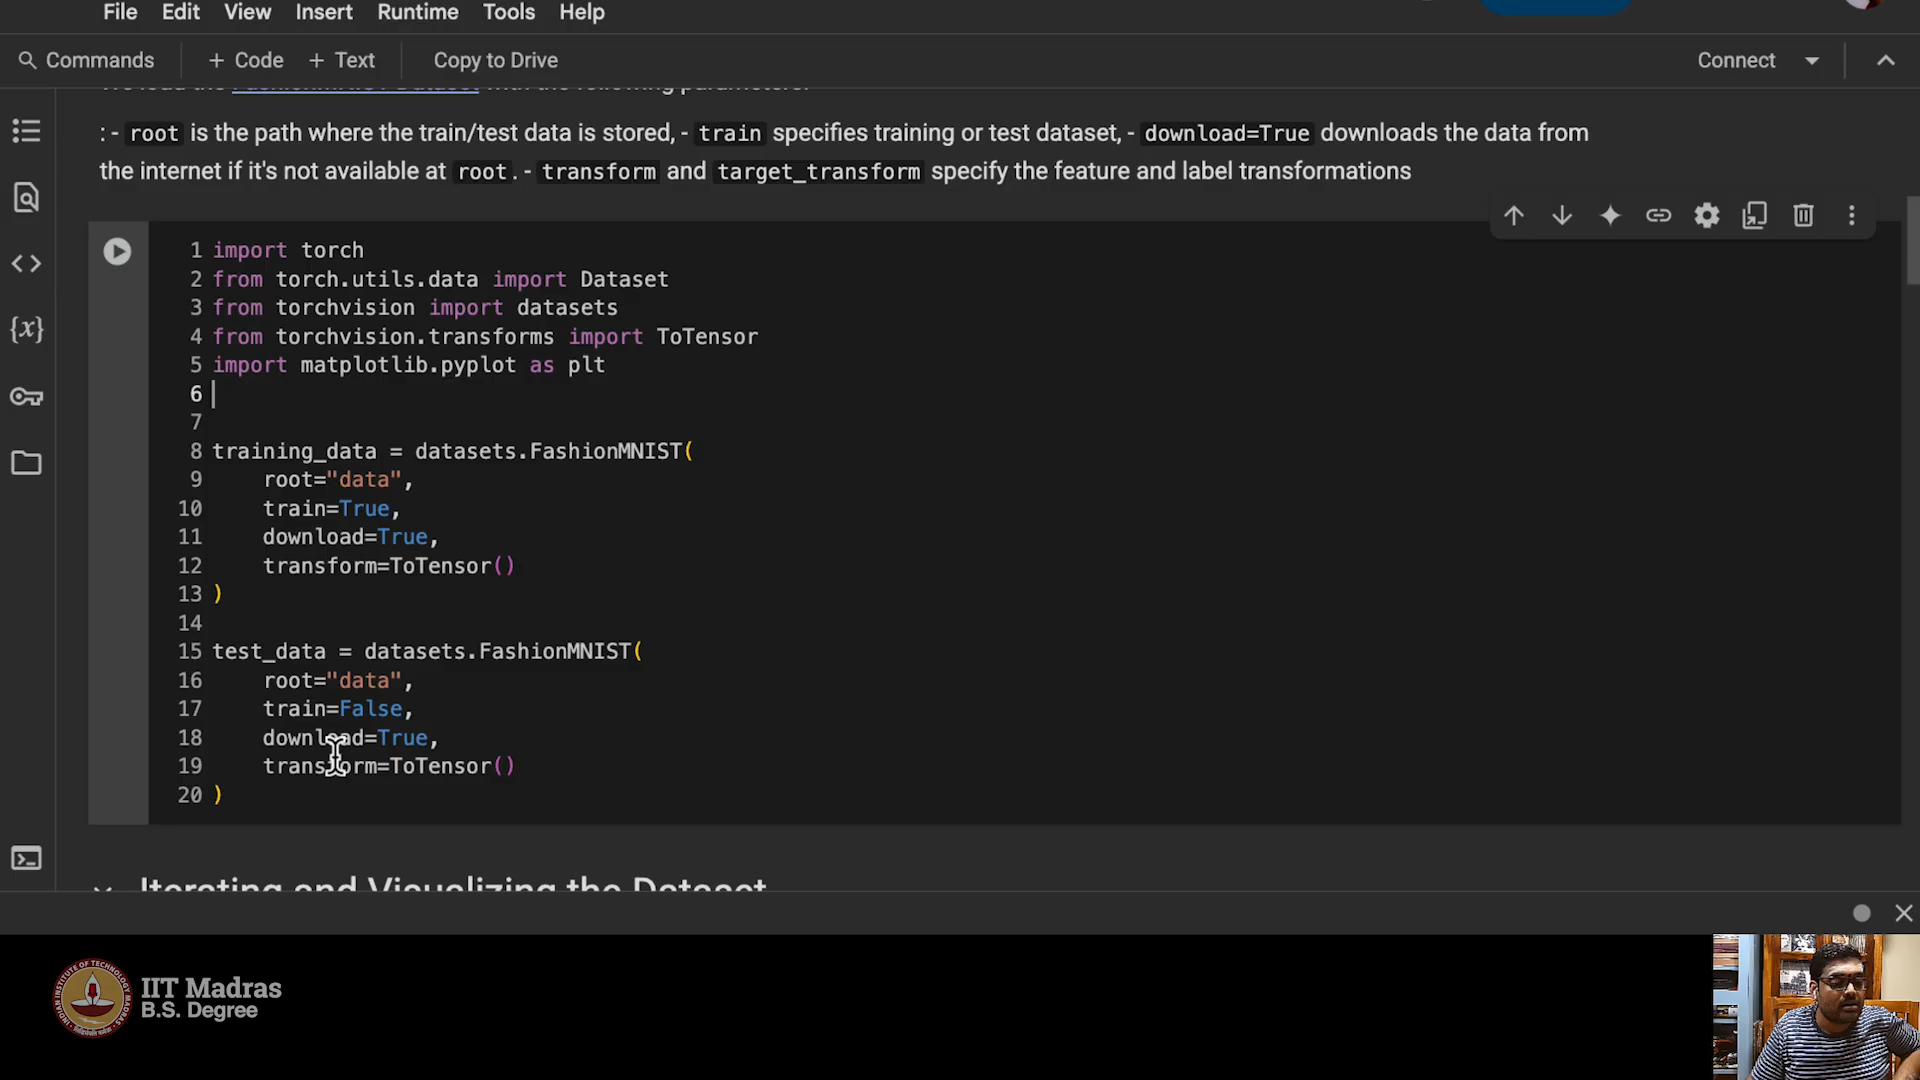 File Edit View Insert Runtime Tools Help
Commands + Code + Text Copy to Drive Connect
: - root is the path where the train/test data is stored, - train specifies training or test dataset, - download=True downloads the data from
the internet if it's not available at root. - transform and target_transform specify the feature and label transformations
1 import torch
2 from torch.utils.data import Dataset
3 from torchvision import datasets
4 from torchvision.transforms import ToTensor
5 import matplotlib.pyplot as plt
6
7
8 training_data = datasets.FashionMNIST(
9     root="data",
10     train=True,
11     download=True,
12     transform=ToTensor()
13 )
14
15 test_data = datasets.FashionMNIST(
16     root="data",
17     train=False,
18     download=True,
19     transform=ToTensor()
20 )
Iterating and Visualizing the Dataset
IIT Madras
B.S. Degree